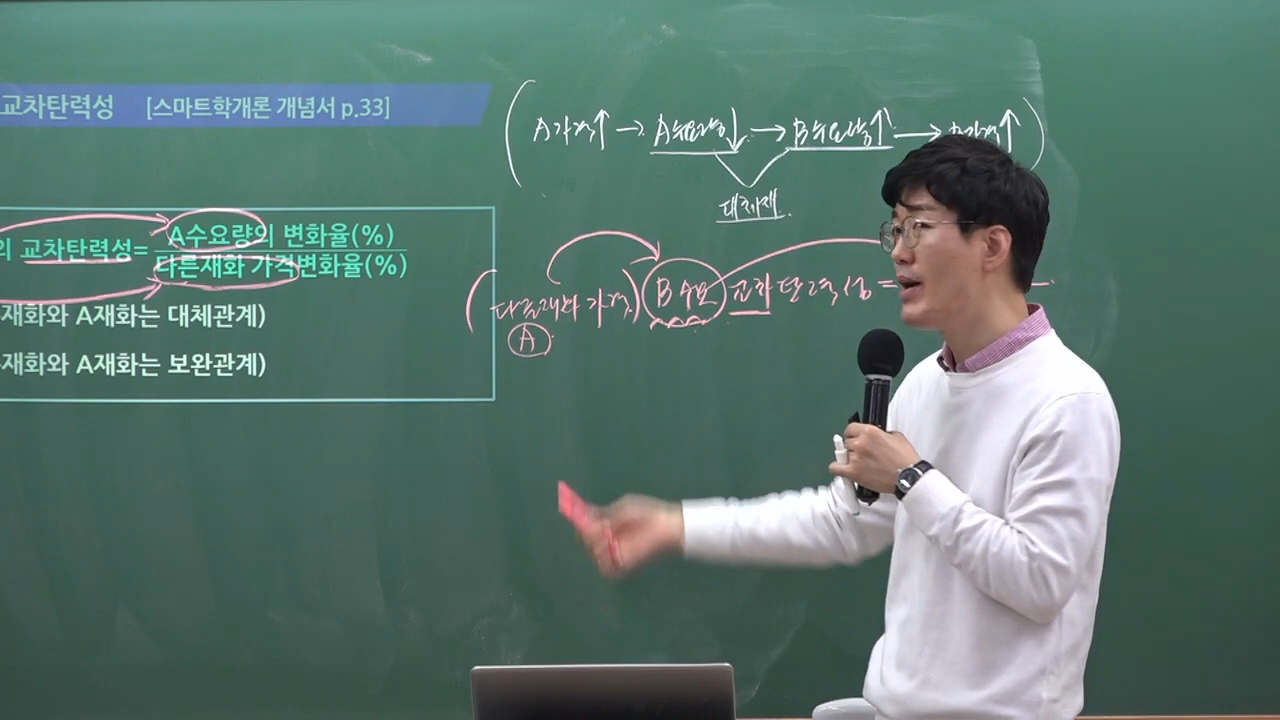 교차탄력성 [스마트학개론 개념서 p.33]
A가격↑ → A수요량↓ → B수요량↑ → B가격↑
대체재
의 교차탄력성= A수요량의 변화율(%)
다른재화 가격변화율(%)
(다른재화 가격) B수요 교차탄력성 =
A
재화와 A재화는 대체관계)
재화와 A재화는 보완관계)